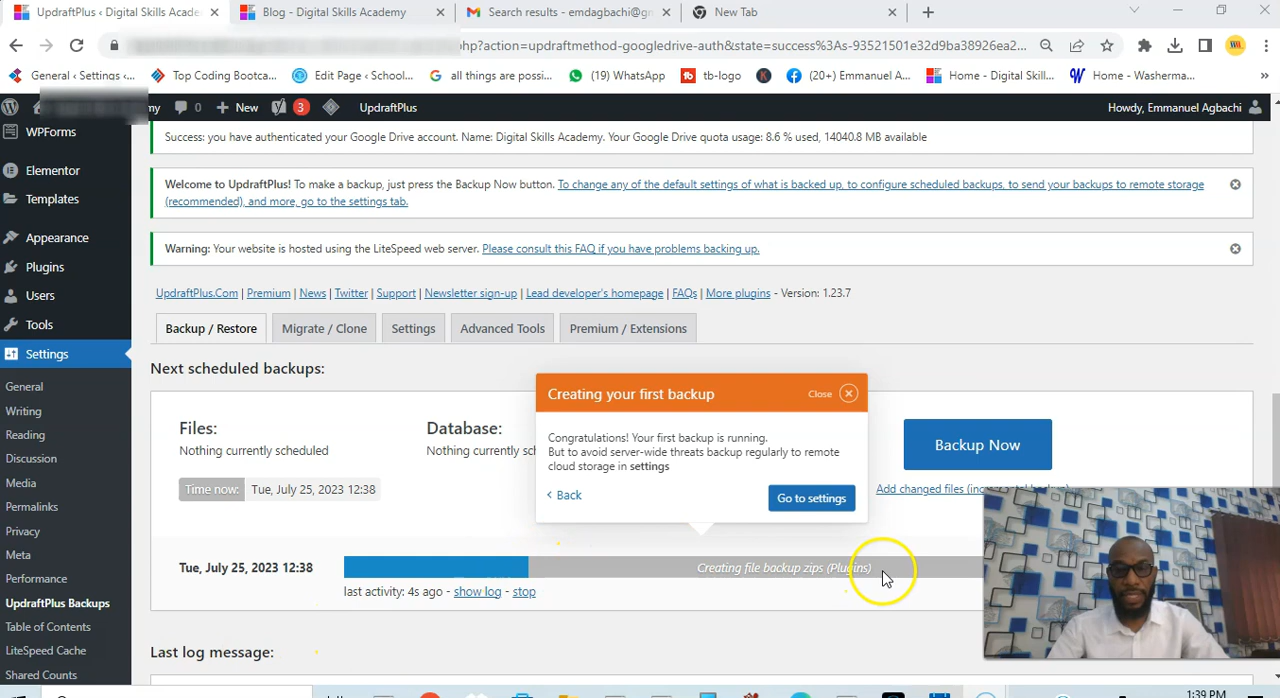 UpdraftPlus ‹ Digital Skills Acade
Blog - Digital Skills Academy
Search results - emdagbachi@gm
New Tab
hp?action=updraftmethod-googledrive-auth&state=success%3As-93521501e32d9ba38926ea2...
General ‹ Settings ‹...
Top Coding Bootca...
Edit Page ‹ School...
all things are possi...
(19) WhatsApp
tb-logo
(20+) Emmanuel A...
Home - Digital Skill...
Home - Washerma...
»
my
0
New
3
UpdraftPlus
Howdy, Emmanuel Agbachi
WPForms
Elementor
Templates
Appearance
Plugins
Users
Tools
Settings
General
Writing
Reading
Discussion
Media
Permalinks
Privacy
Meta
Performance
UpdraftPlus Backups
Table of Contents
LiteSpeed Cache
Shared Counts
Success: you have authenticated your Google Drive account. Name: Digital Skills Academy. Your Google Drive quota usage: 8.6 % used, 14040.8 MB available
Welcome to UpdraftPlus! To make a backup, just press the Backup Now button. To change any of the default settings of what is backed up, to configure scheduled backups, to send your backups to remote storage
(recommended), and more, go to the settings tab.
Warning: Your website is hosted using the LiteSpeed web server. Please consult this FAQ if you have problems backing up.
UpdraftPlus.Com | Premium | News | Twitter | Support | Newsletter sign-up | Lead developer's homepage | FAQs | More plugins - Version: 1.23.7
Backup / Restore
Migrate / Clone
Settings
Advanced Tools
Premium / Extensions
Next scheduled backups:
Files:
Nothing currently scheduled
Database:
Nothing currently sch
Time now: Tue, July 25, 2023 12:38
Creating your first backup
Close
Congratulations! Your first backup is running.
But to avoid server-wide threats backup regularly to remote
cloud storage in settings
‹ Back
Go to settings
Backup Now
Add changed files (incremental backup)
Tue, July 25, 2023 12:38
Creating file backup zips (Plugins)
last activity: 4s ago - show log - stop
Last log message:
1:39 PM